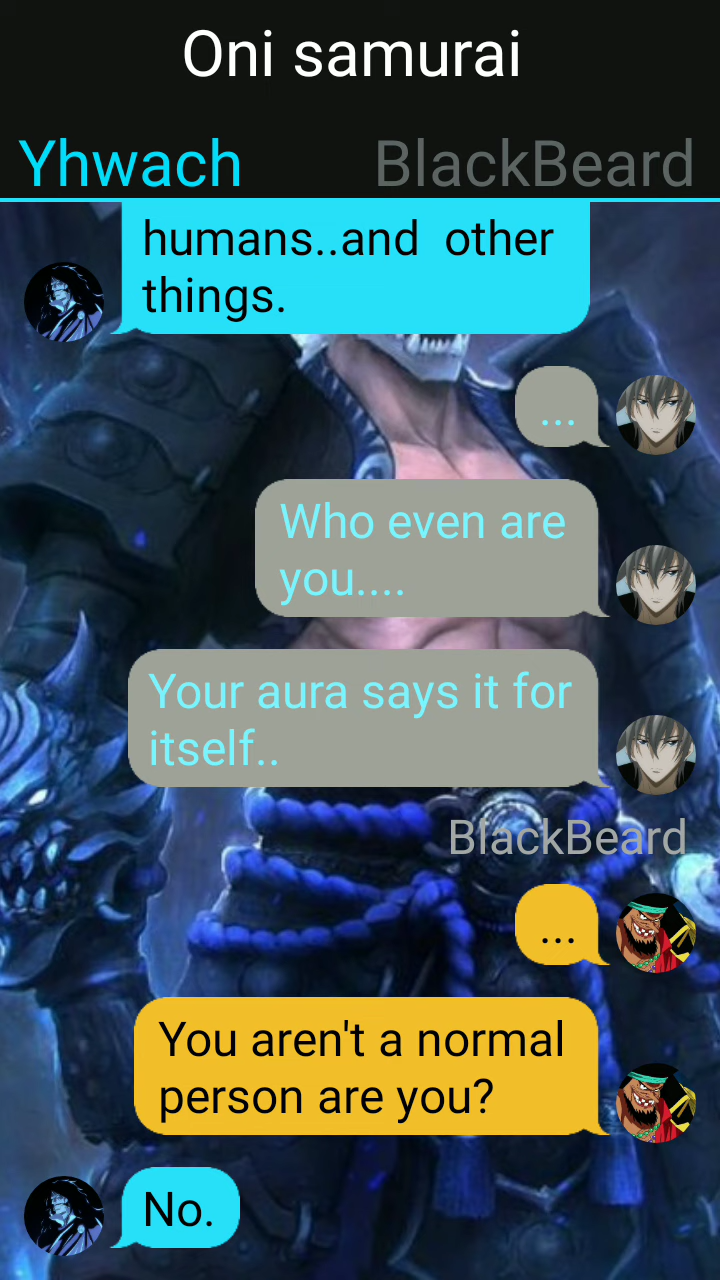 Oni samurai
Yhwach
BlackBeard
humans..and other
things.
...
Who even are
you....
Your aura says it for
itself..
BlackBeard
...
You aren't a normal
person are you?
No.